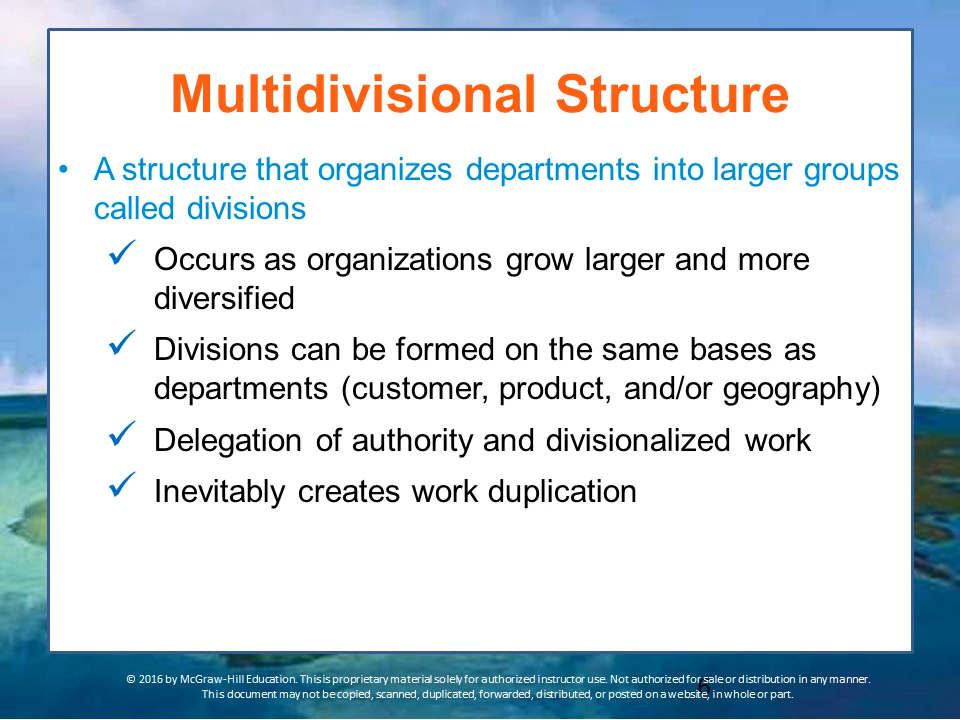 Multidivisional Structure
• A structure that organizes departments into larger groups
called divisions
✓ Occurs as organizations grow larger and more
diversified
✓ Divisions can be formed on the same bases as
departments (customer, product, and/or geography)
✓ Delegation of authority and divisionalized work
✓ Inevitably creates work duplication
© 2016 by McGraw-Hill Education. This is proprietary material solely for authorized instructor use. Not authorized for sale or distribution in any manner.
This document may not be copied, scanned, duplicated, forwarded, distributed, or posted on a website, in whole or part.
6